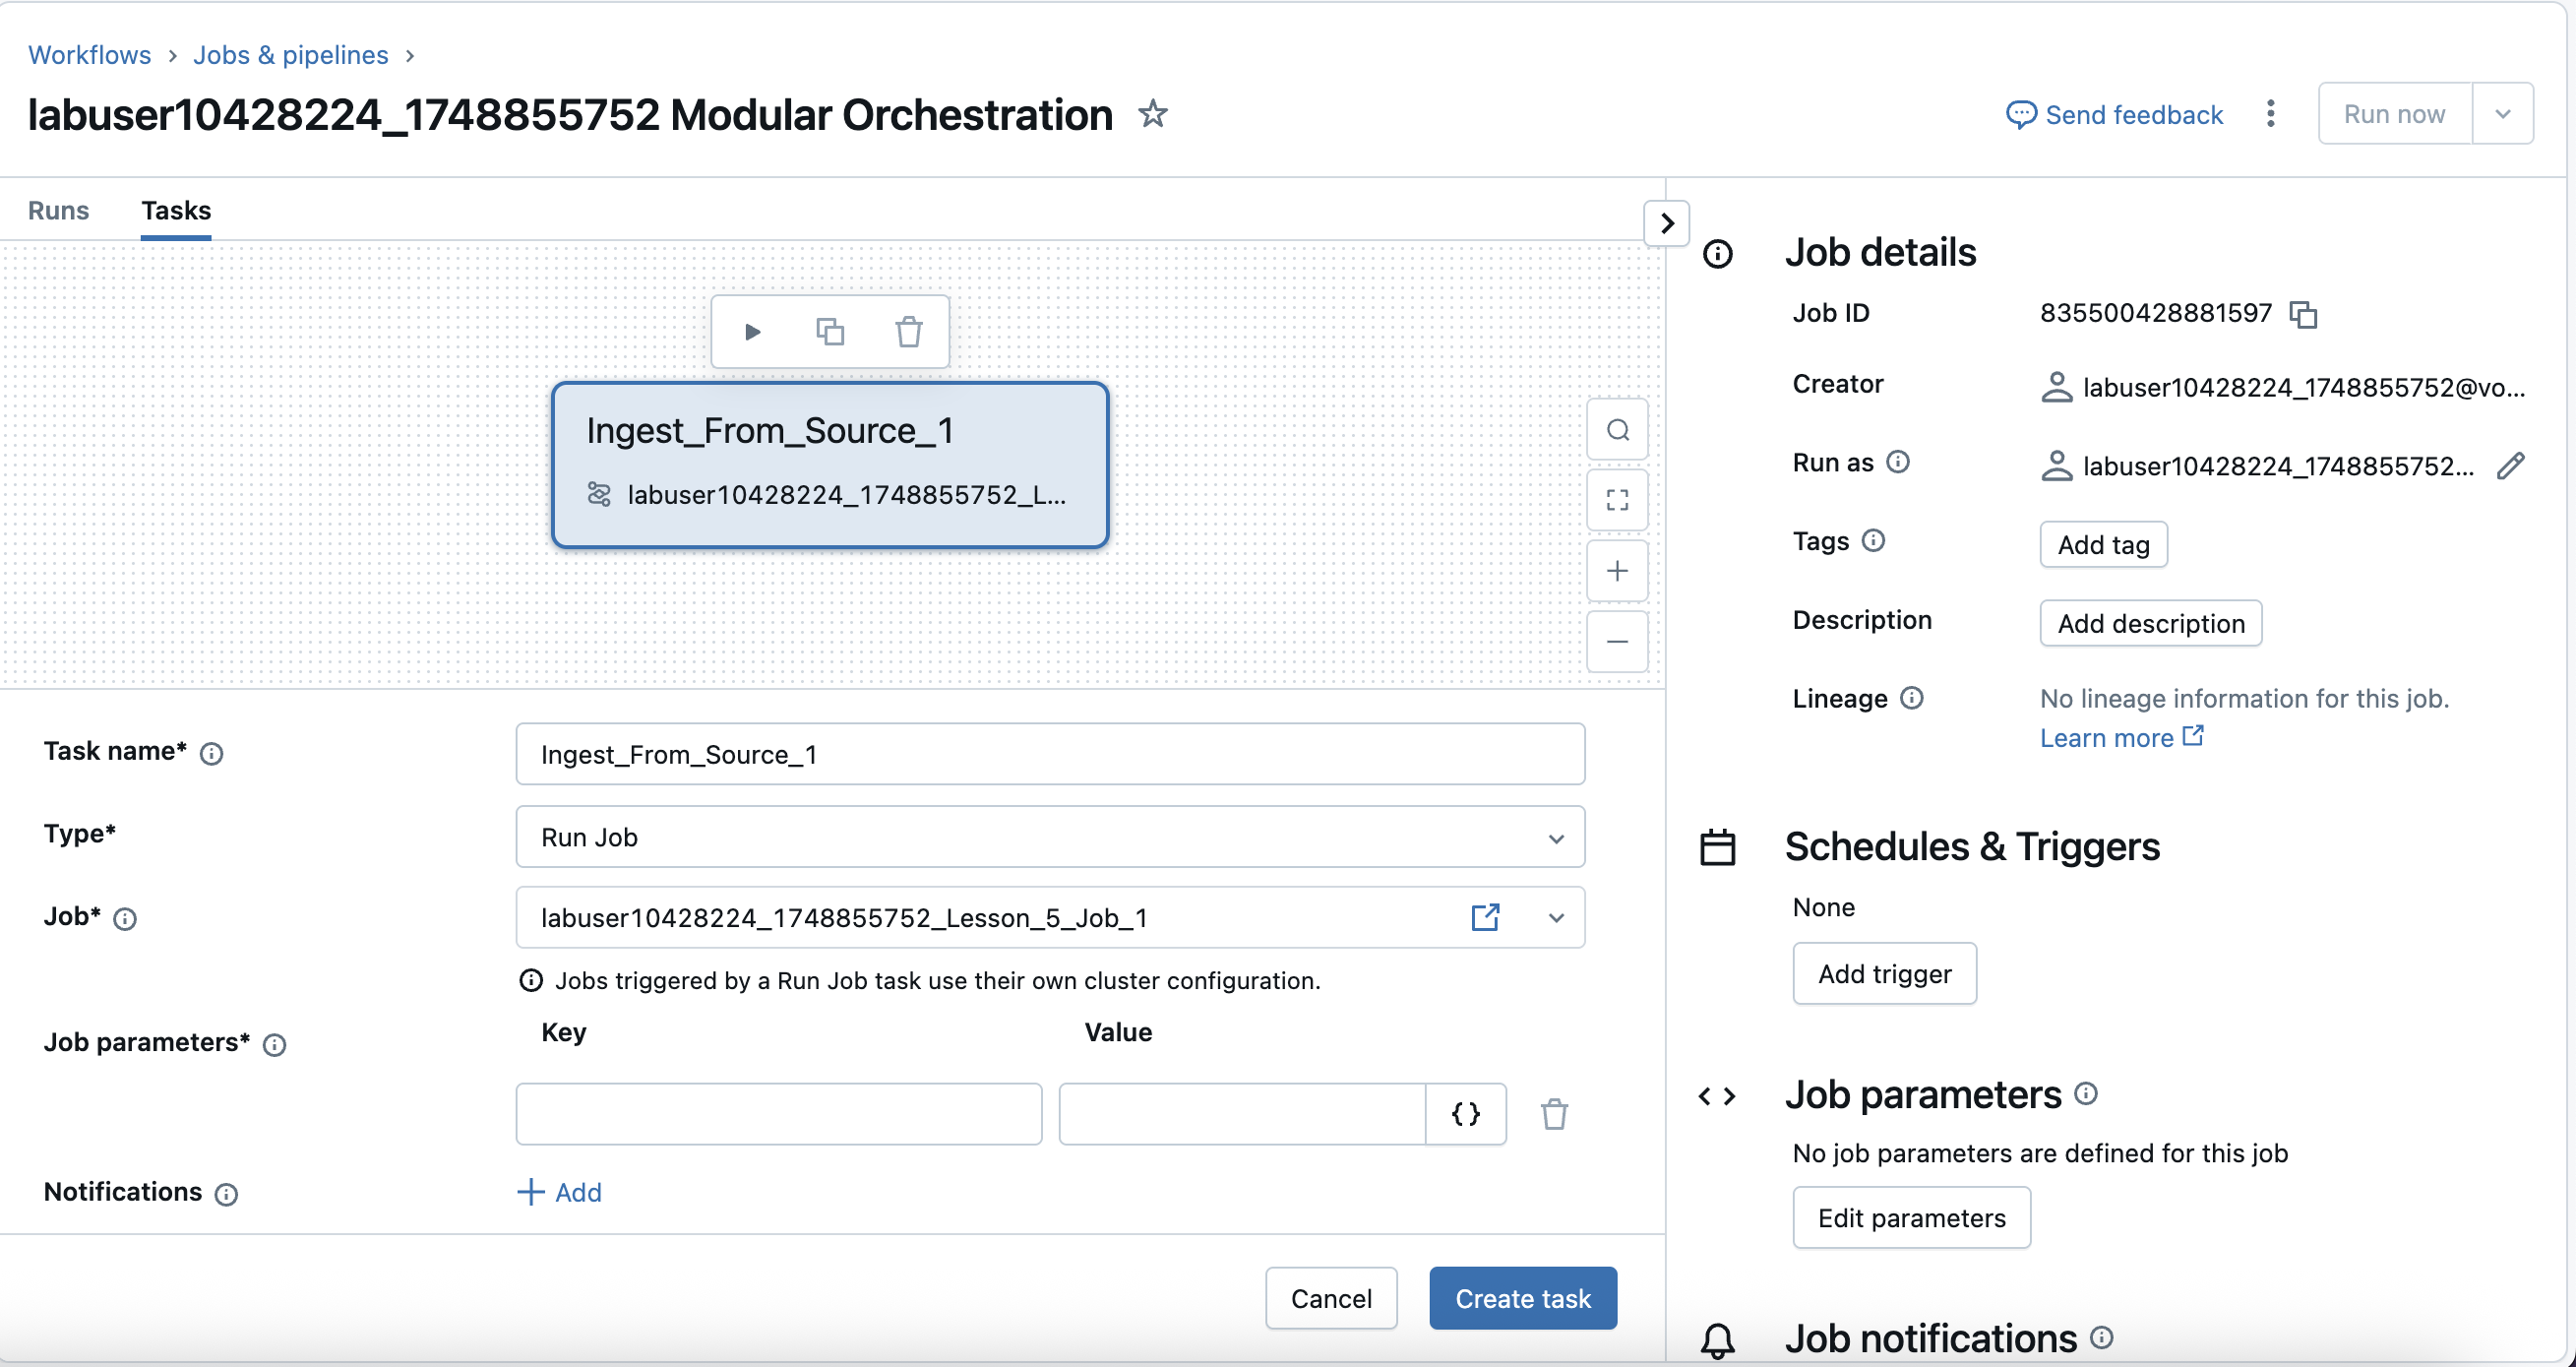 Workflows > Jobs & pipelines >
labuser10428224_1748855752 Modular Orchestration
Send feedback
Run now
Runs
Tasks
Ingest_From_Source_1
labuser10428224_1748855752_L...
Task name*
Ingest_From_Source_1
Type*
Run Job
Job*
labuser10428224_1748855752_Lesson_5_Job_1
Jobs triggered by a Run Job task use their own cluster configuration.
Job parameters*
Key
Value
{}
Notifications
+ Add
Cancel
Create task
Job details
Job ID
835500428881597
Creator
labuser10428224_1748855752@vo...
Run as
labuser10428224_1748855752...
Tags
Add tag
Description
Add description
Lineage
No lineage information for this job.
Learn more
Schedules & Triggers
None
Add trigger
Job parameters
No job parameters are defined for this job
Edit parameters
Job notifications